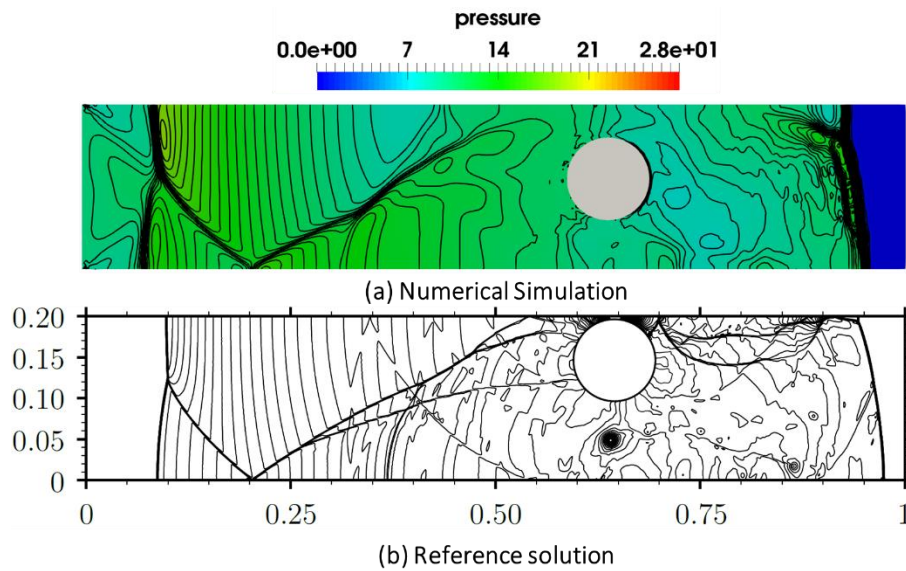 pressure
0.0e+00 7 14 21 2.8e+01
(a) Numerical Simulation
0.20
0.15
0.10
0.05
0
0 0.25 0.50 0.75 1
(b) Reference solution